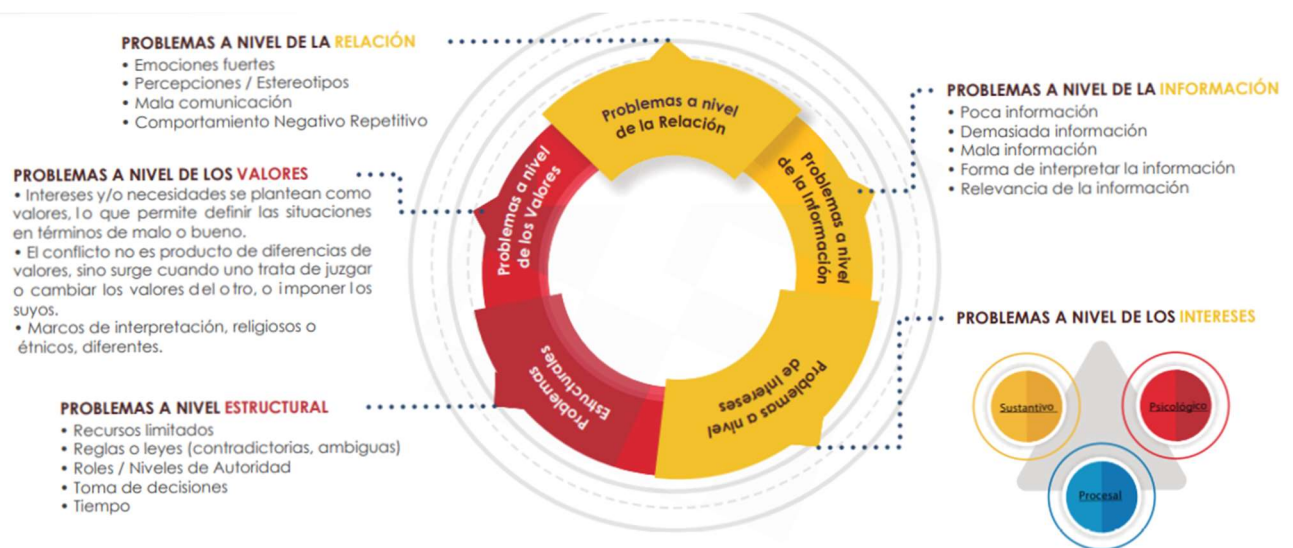 PROBLEMAS A NIVEL DE LA RELACIÓN
• Emociones fuertes
• Percepciones / Estereotipos
• Mala comunicación
• Comportamiento Negativo Repetitivo
PROBLEMAS A NIVEL DE LOS VALORES
• Intereses y/o necesidades se plantean como
valores, lo que permite definir las situaciones
en términos de malo o bueno.
• El conflicto no es producto de diferencias de
valores, sino surge cuando uno trata de juzgar
o cambiar los valores del otro, o imponer los
suyos.
• Marcos de interpretación, religiosos o
étnicos, diferentes.
PROBLEMAS A NIVEL ESTRUCTURAL
• Recursos limitados
• Reglas o leyes (contradictorias, ambiguas)
• Roles / Niveles de Autoridad
• Toma de decisiones
• Tiempo
Problemas a nivel
de la Relación
Problemas a nivel
de la Información
Problemas a nivel
de Intereses
Problemas
Estructurales
Problemas a nivel
de los Valores
PROBLEMAS A NIVEL DE LA INFORMACIÓN
• Poca información
• Demasiada información
• Mala información
• Forma de interpretar la información
• Relevancia de la información
PROBLEMAS A NIVEL DE LOS INTERESES
Sustantivo
Psicológico
Procesal